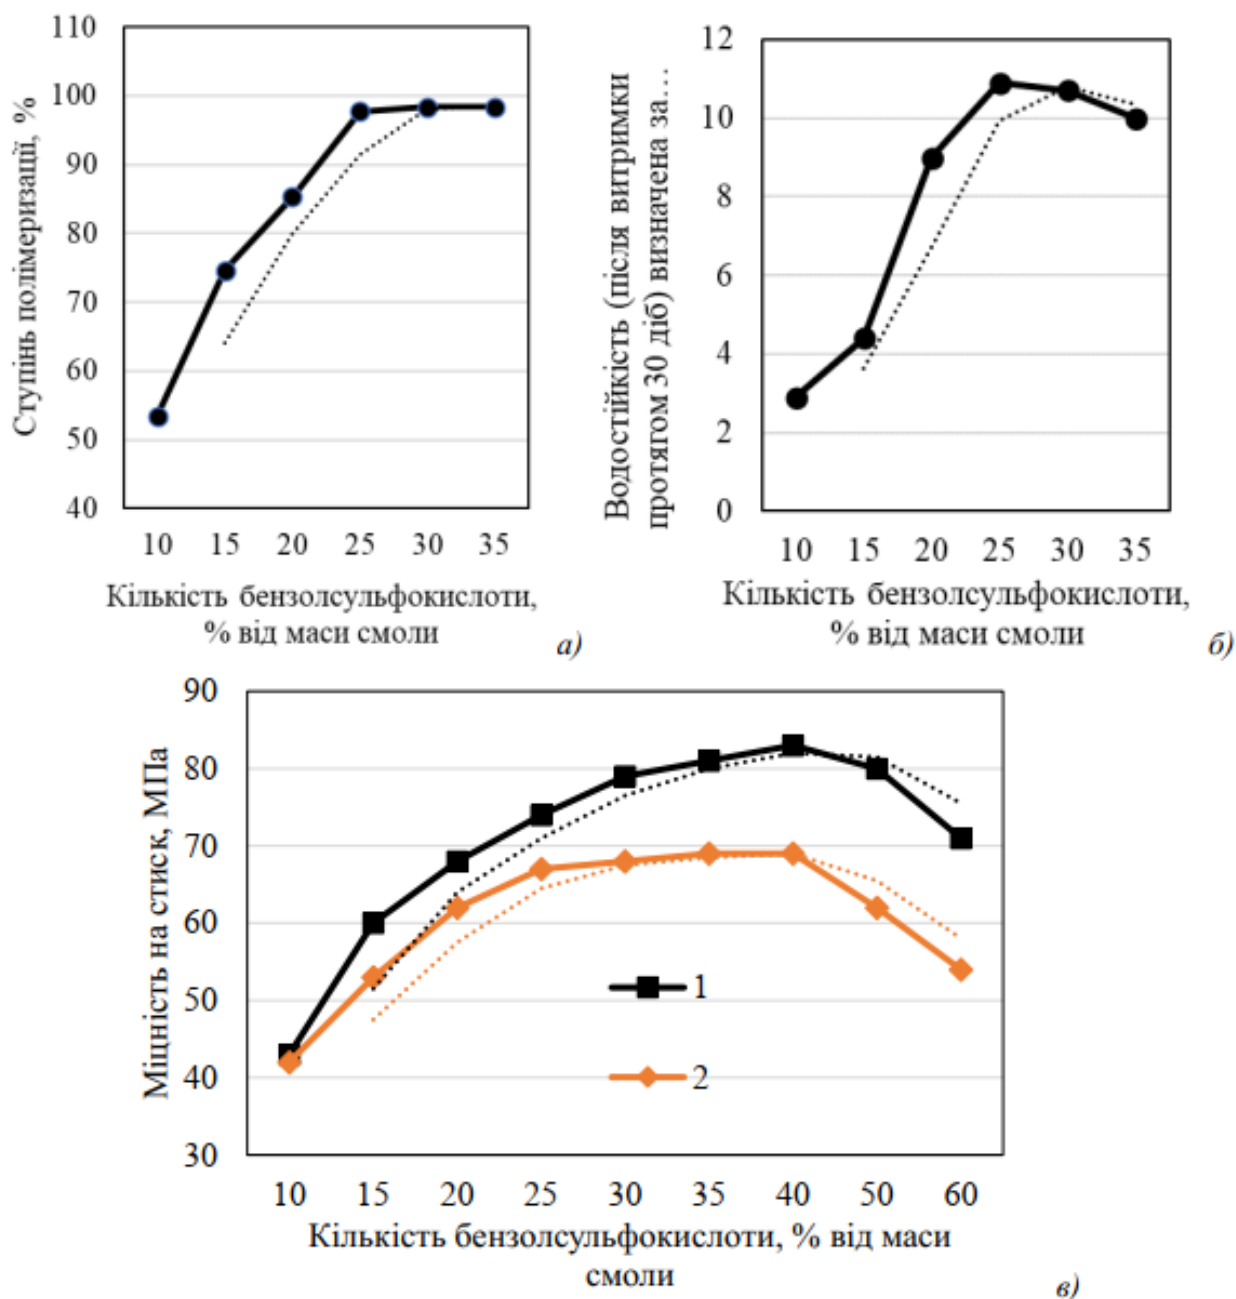 Ступінь полімеризації, %
110
100
90
80
70
60
50
40
10 15 20 25 30 35
Кількість бензолсульфокислоти,
% від маси смоли
а)
Водостійкість (після витримки
протягом 30 діб) визначена за…
12
10
8
6
4
2
0
10 15 20 25 30 35
Кількість бензолсульфокислоти,
% від маси смоли
б)
Міцність на стиск, МПа
90
80
70
60
50
40
30
1
2
10 15 20 25 30 35 40 50 60
Кількість бензолсульфокислоти, % від маси
смоли
в)